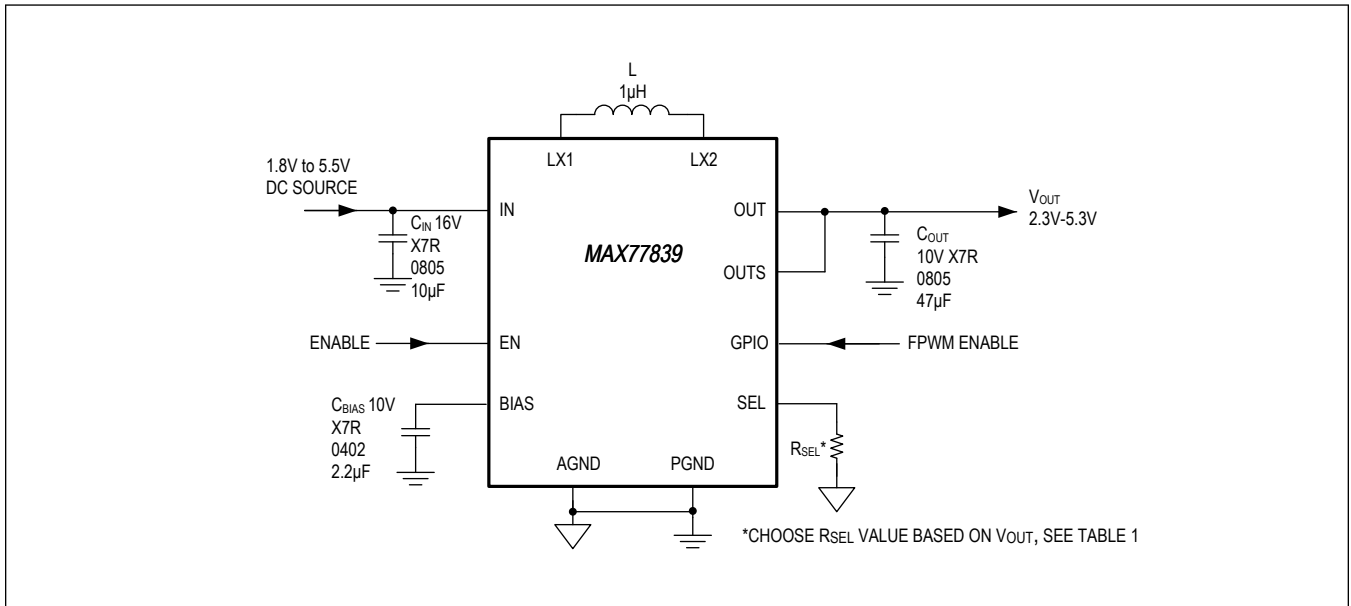 L
1µH
LX1
LX2
1.8V to 5.5V
DC SOURCE
IN
CIN 16V
X7R
0805
10µF
MAX77839
OUT
OUTS
VOUT
2.3V-5.3V
COUT
10V X7R
0805
47µF
ENABLE
EN
GPIO
FPWM ENABLE
CBIAS 10V
X7R
0402
2.2µF
BIAS
SEL
RSEL*
AGND
PGND
*CHOOSE RSEL VALUE BASED ON VOUT, SEE TABLE 1